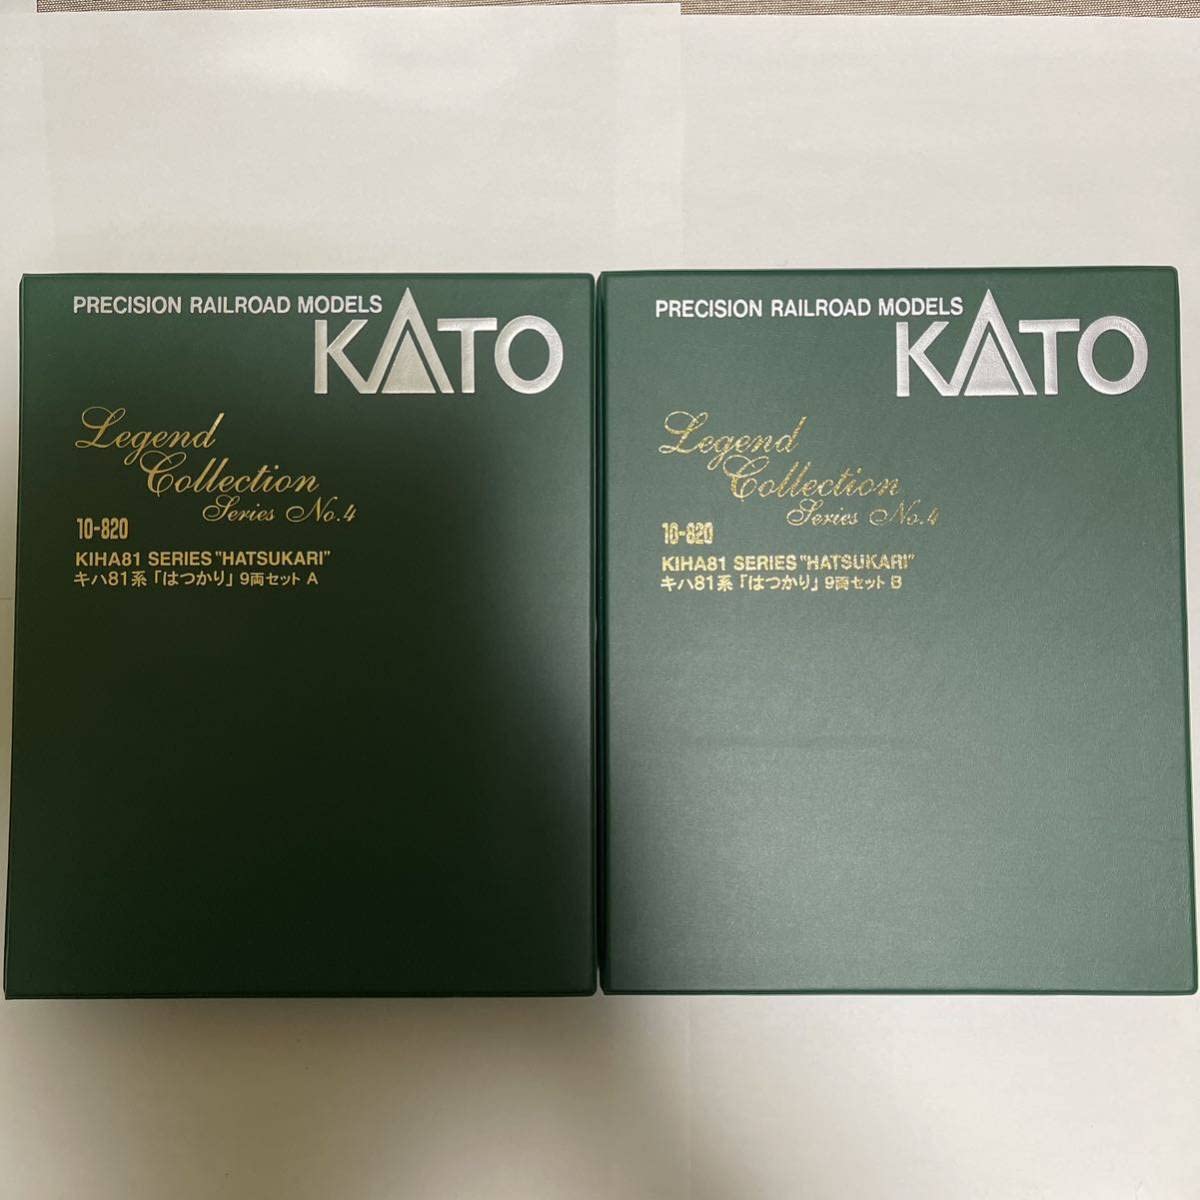 PRECISION RAILROAD MODELS
KATO
Legend
Collection
Series No.4
10-820
KIHA81 SERIES "HATSUKARI"
キハ81系「はつかり」9両セット A
PRECISION RAILROAD MODELS
KATO
Legend
Collection
Series No.4
10-820
KIHA81 SERIES "HATSUKARI"
キハ81系「はつかり」9両セット B